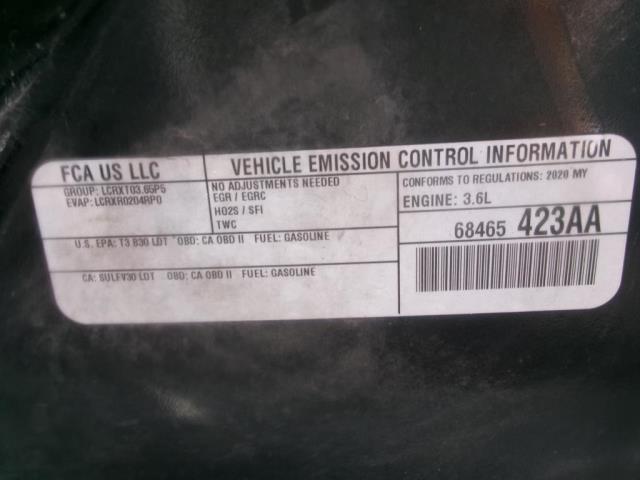 FCA US LLC
GROUP: LCRXT03.65P5
EVAP: LCRXR0204RP0
VEHICLE EMISSION CONTROL INFORMATION
NO ADJUSTMENTS NEEDED
EGR / EGRC
HO2S / SFI
TWC
CONFORMS TO REGULATIONS: 2020 MY
ENGINE: 3.6L
U.S. EPA: T3 B30 LDT OBD: CA OBD II FUEL: GASOLINE
CA: SULEV30 LDT OBD: CA OBD II FUEL: GASOLINE
68465 423AA